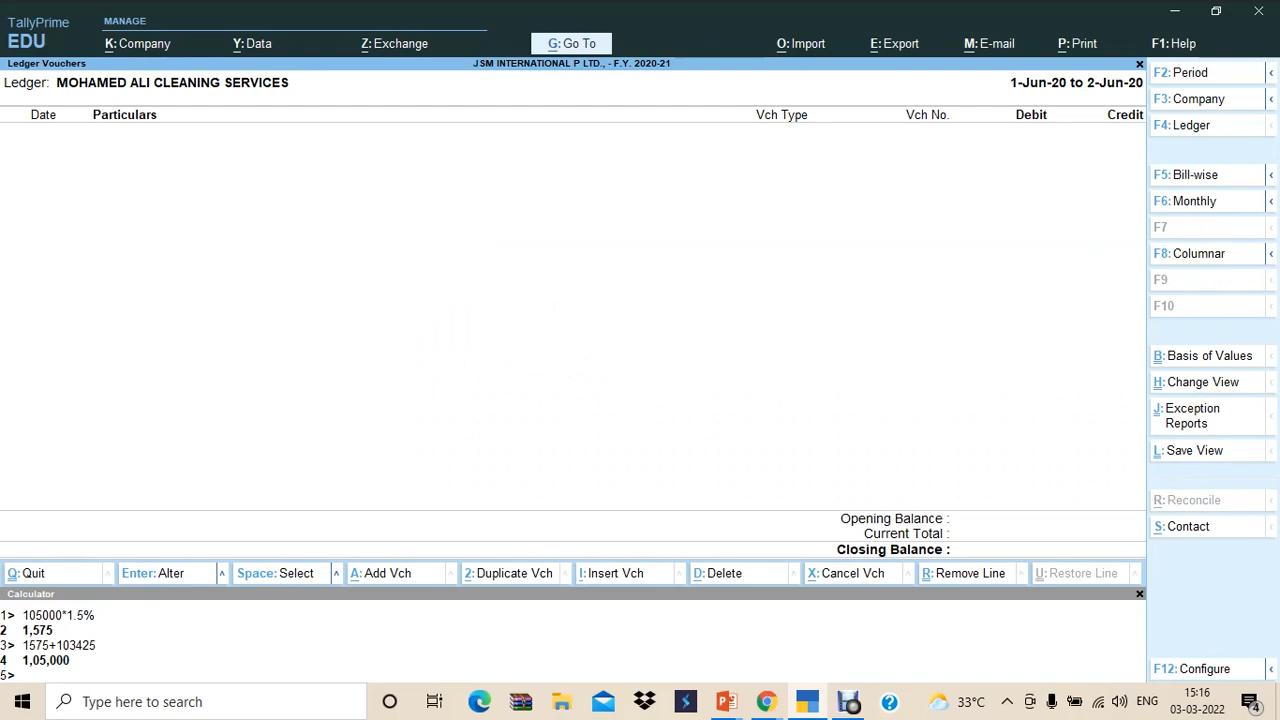 TallyPrime
EDU
MANAGE
K: Company Y: Data Z: Exchange G: Go To O: Import E: Export M: E-mail P: Print F1: Help
Ledger Vouchers JSM INTERNATIONAL P LTD., - F.Y. 2020-21
Ledger: MOHAMED ALI CLEANING SERVICES 1-Jun-20 to 2-Jun-20
Date Particulars Vch Type Vch No. Debit Credit
F2: Period
F3: Company
F4: Ledger
F5: Bill-wise
F6: Monthly
F7
F8: Columnar
F9
F10
B: Basis of Values
H: Change View
J: Exception
Reports
L: Save View
R: Reconcile
S: Contact
F12: Configure
Opening Balance :
Current Total :
Closing Balance :
Q: Quit Enter: Alter Space: Select A: Add Vch 2: Duplicate Vch I: Insert Vch D: Delete X: Cancel Vch R: Remove Line U: Restore Line
Calculator
1> 105000*1.5%
2 1,575
3> 1575+103425
4 1,05,000
5>
Type here to search
33°C
ENG
15:16
03-03-2022
4